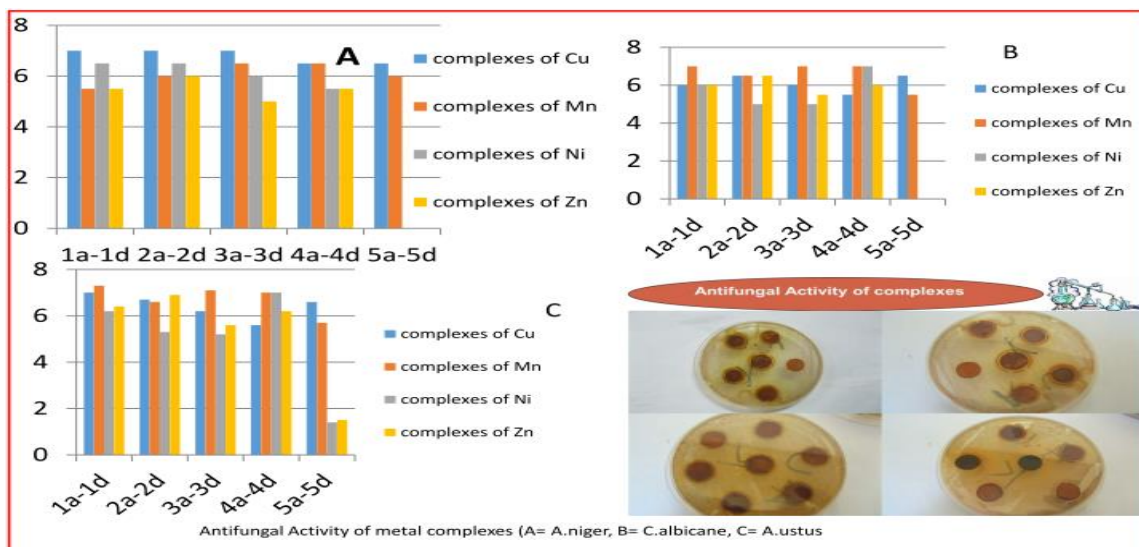 8
6
4
2
0
A
complexes of Cu
complexes of Mn
complexes of Ni
complexes of Zn
1a-1d 2a-2d 3a-3d 4a-4d 5a-5d
8
6
4
2
0
B
complexes of Cu
complexes of Mn
complexes of Ni
complexes of Zn
1a-1d 2a-2d 3a-3d 4a-4d 5a-5d
8
6
4
2
0
C
complexes of Cu
complexes of Mn
complexes of Ni
complexes of Zn
1a-1d 2a-2d 3a-3d 4a-4d 5a-5d
Antifungal Activity of complexes
Antifungal Activity of metal complexes (A= A.niger, B= C.albicane, C= A.ustus